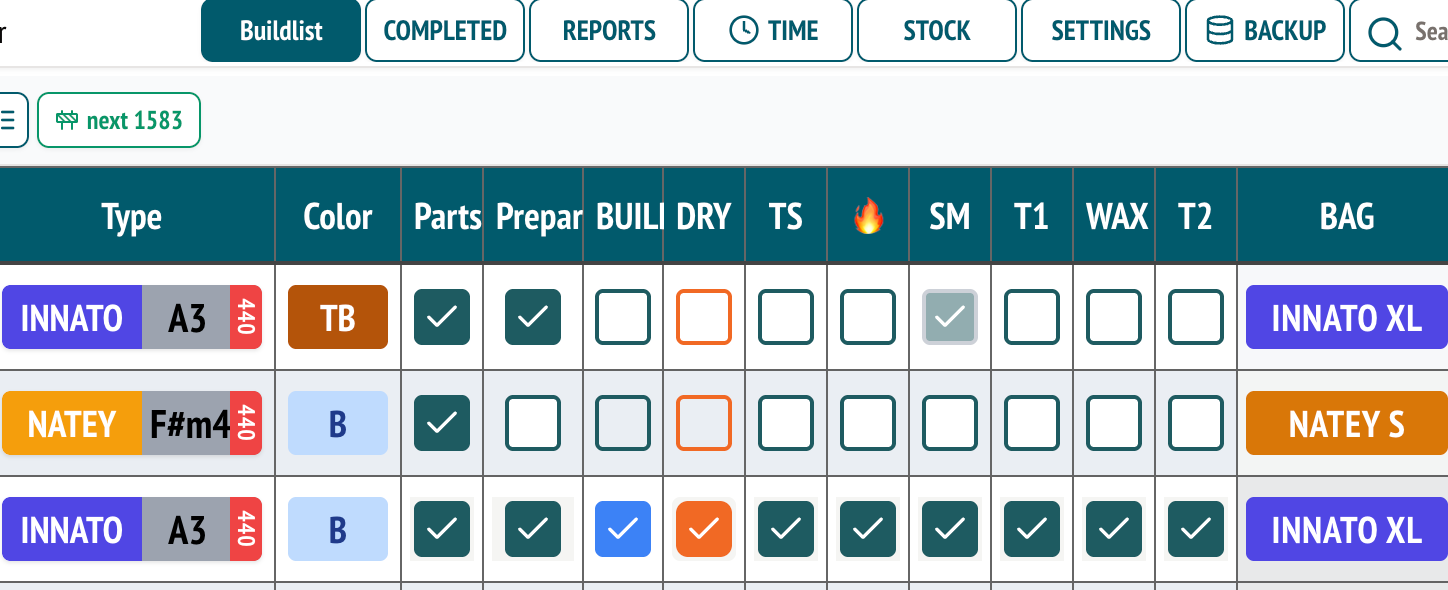 r Buildlist COMPLETED REPORTS TIME STOCK SETTINGS BACKUP Sea
next 1583
Type Color Parts Prepar BUIL DRY TS SM T1 WAX T2 BAG
INNATO A3 440 TB INNATO XL
NATEY F#m4 440 B NATEY S
INNATO A3 440 B INNATO XL